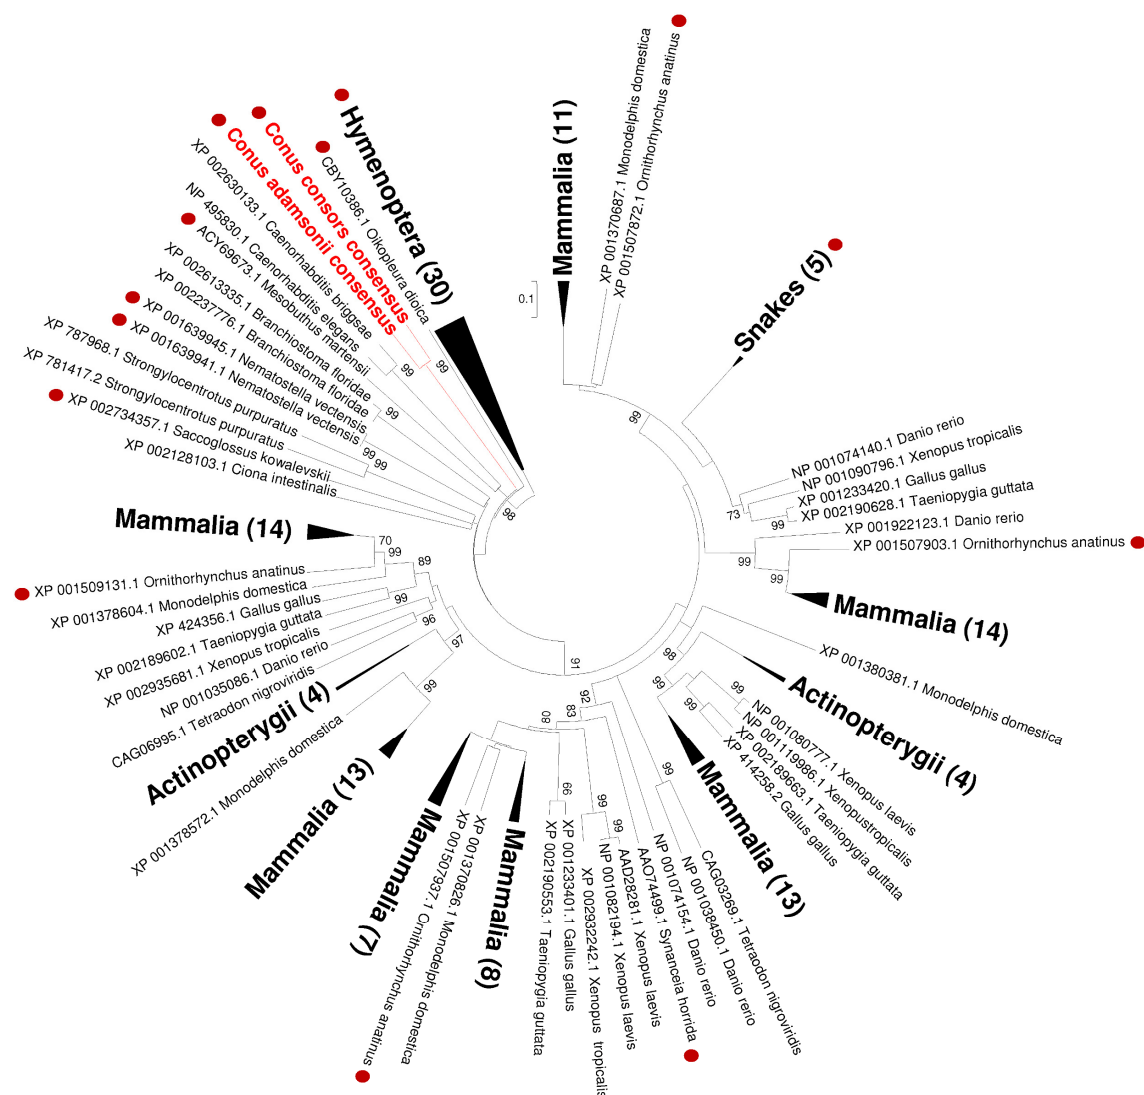 Mammalia (11)
XP 001370687.1 Monodelphis domestica
XP 001507872.1 Ornithorhynchus anatinus
Snakes (5)
NP 001074140.1 Danio rerio
NP 001090796.1 Xenopus tropicalis
XP 001233420.1 Gallus gallus
XP 002190628.1 Taeniopygia guttata
XP 001922123.1 Danio rerio
XP 001507903.1 Ornithorhynchus anatinus
Mammalia (14)
XP 001380381.1 Monodelphis domestica
Actinopterygii (4)
NP 001080777.1 Xenopus laevis
NP 001119986.1 Xenopustropicalis
XP 002189663.1 Taeniopygia guttata
XP 414258.2 Gallus gallus
Mammalia (13)
CAG03269.1 Tetraodon nigroviridis
NP 001038450.1 Danio rerio
NP 001074154.1 Danio rerio
AAO74499.1 Synanceia horrida
AAD28281.1 Xenopus laevis
NP 001082194.1 Xenopus laevis
XP 002932242.1 Xenopus tropicalis
XP 001233401.1 Gallus gallus
XP 002190553.1 Taeniopygia guttata
Mammalia (8)
XP 001370896.1 Monodelphis domestica
XP 001507937.1 Ornithorhynchus anatinus
Mammalia (7)
Mammalia (13)
XP 001378572.1 Monodelphis domestica
Actinopterygii (4)
CAG06995.1 Tetraodon nigroviridis
NP 001035086.1 Danio rerio
XP 002935681.1 Xenopus tropicalis
XP 002189602.1 Taeniopygia guttata
XP 424356.1 Gallus gallus
XP 001378604.1 Monodelphis domestica
XP 001509131.1 Ornithorhynchus anatinus
Mammalia (14)
XP 002128103.1 Ciona intestinalis
XP 002734357.1 Saccoglossus kowalevskii
XP 781417.2 Strongylocentrotus purpuratus
XP 787968.1 Strongylocentrotus purpuratus
XP 001639941.1 Nematostella vectensis
XP 001639945.1 Nematostella vectensis
XP 002237776.1 Branchiostoma floridae
XP 002613335.1 Branchiostoma floridae
ACY69673.1 Mesobuthus martensii
NP 495830.1 Caenorhabditis elegans
XP 002630133.1 Caenorhabditis briggsae
Conus adamsonii consensus
Conus consors consensus
CBY10386.1 Oikopleura dioica
Hymenoptera (30)
0.1
99
73
99
99
99
98
99
99
99
92
83
80
99
99
99
66
91
97
99
96
99
89
99
70
99
99
99
99
99
98